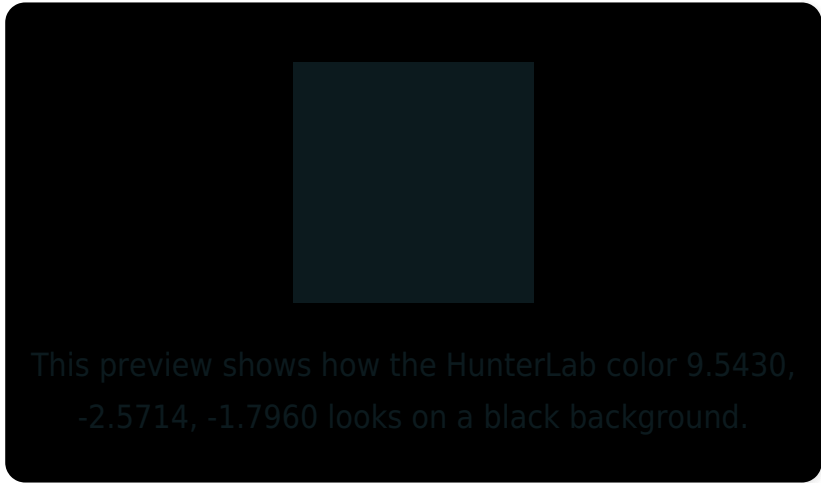 This preview shows how the HunterLab color 9.5430,
-2.5714, -1.7960 looks on a black background.